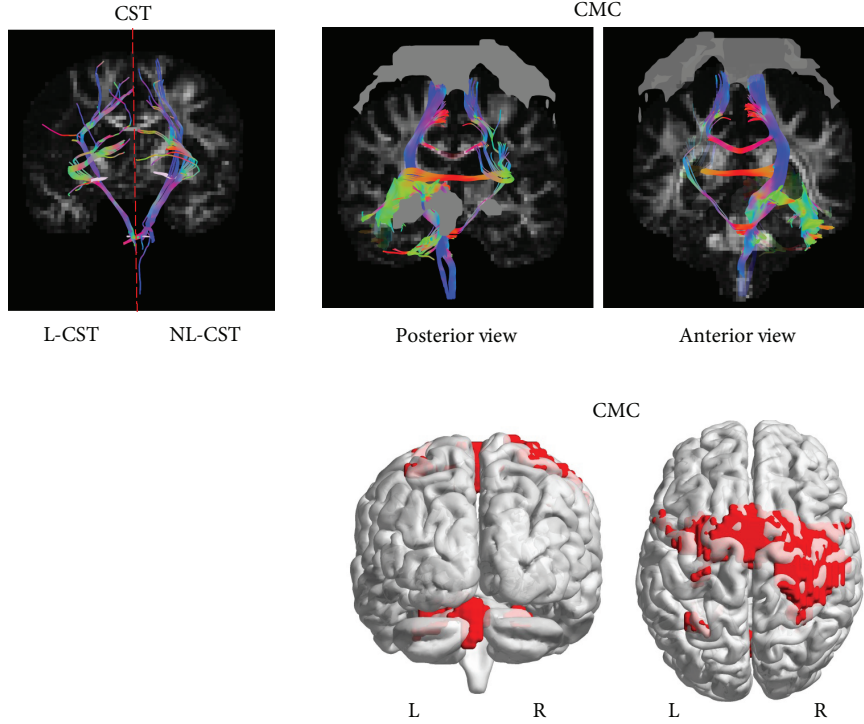 CST
CMC
L-CST NL-CST
Posterior view
Anterior view
CMC
L R
L R